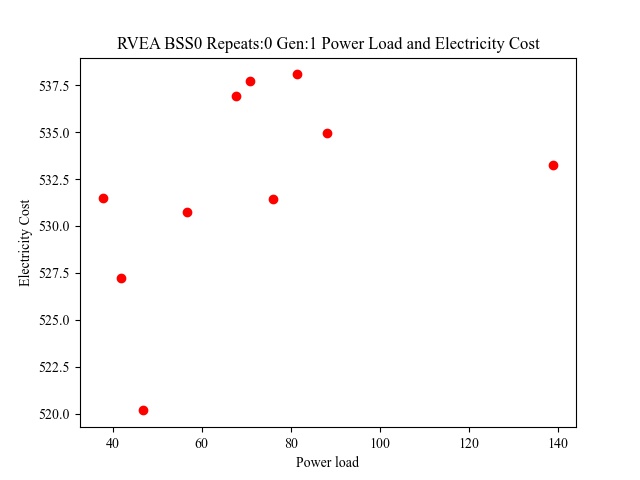 RVEA BSS0 Repeats:0 Gen:1 Power Load and Electricity Cost
537.5
535.0
532.5
530.0
527.5
525.0
522.5
520.0
Electricity Cost
40 60 80 100 120 140
Power load